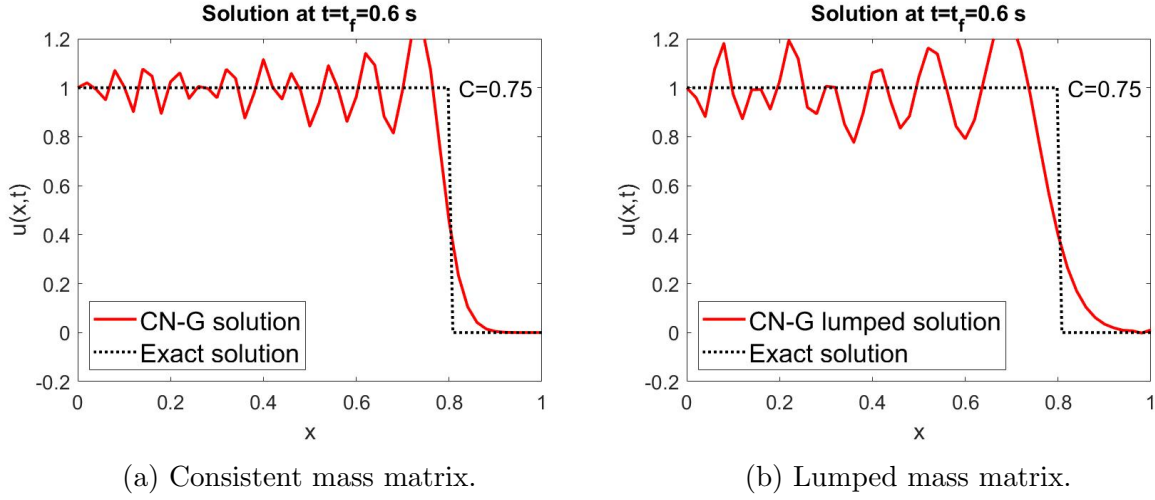 Solution at t=t_f=0.6 s
1.2
1
0.8
0.6
0.4
0.2
0
-0.2
u(x,t)
C=0.75
CN-G solution
Exact solution
0
0.2
0.4
0.6
0.8
1
x
(a) Consistent mass matrix.
Solution at t=t_f=0.6 s
1.2
1
0.8
0.6
0.4
0.2
0
-0.2
u(x,t)
C=0.75
CN-G lumped solution
Exact solution
0
0.2
0.4
0.6
0.8
1
x
(b) Lumped mass matrix.